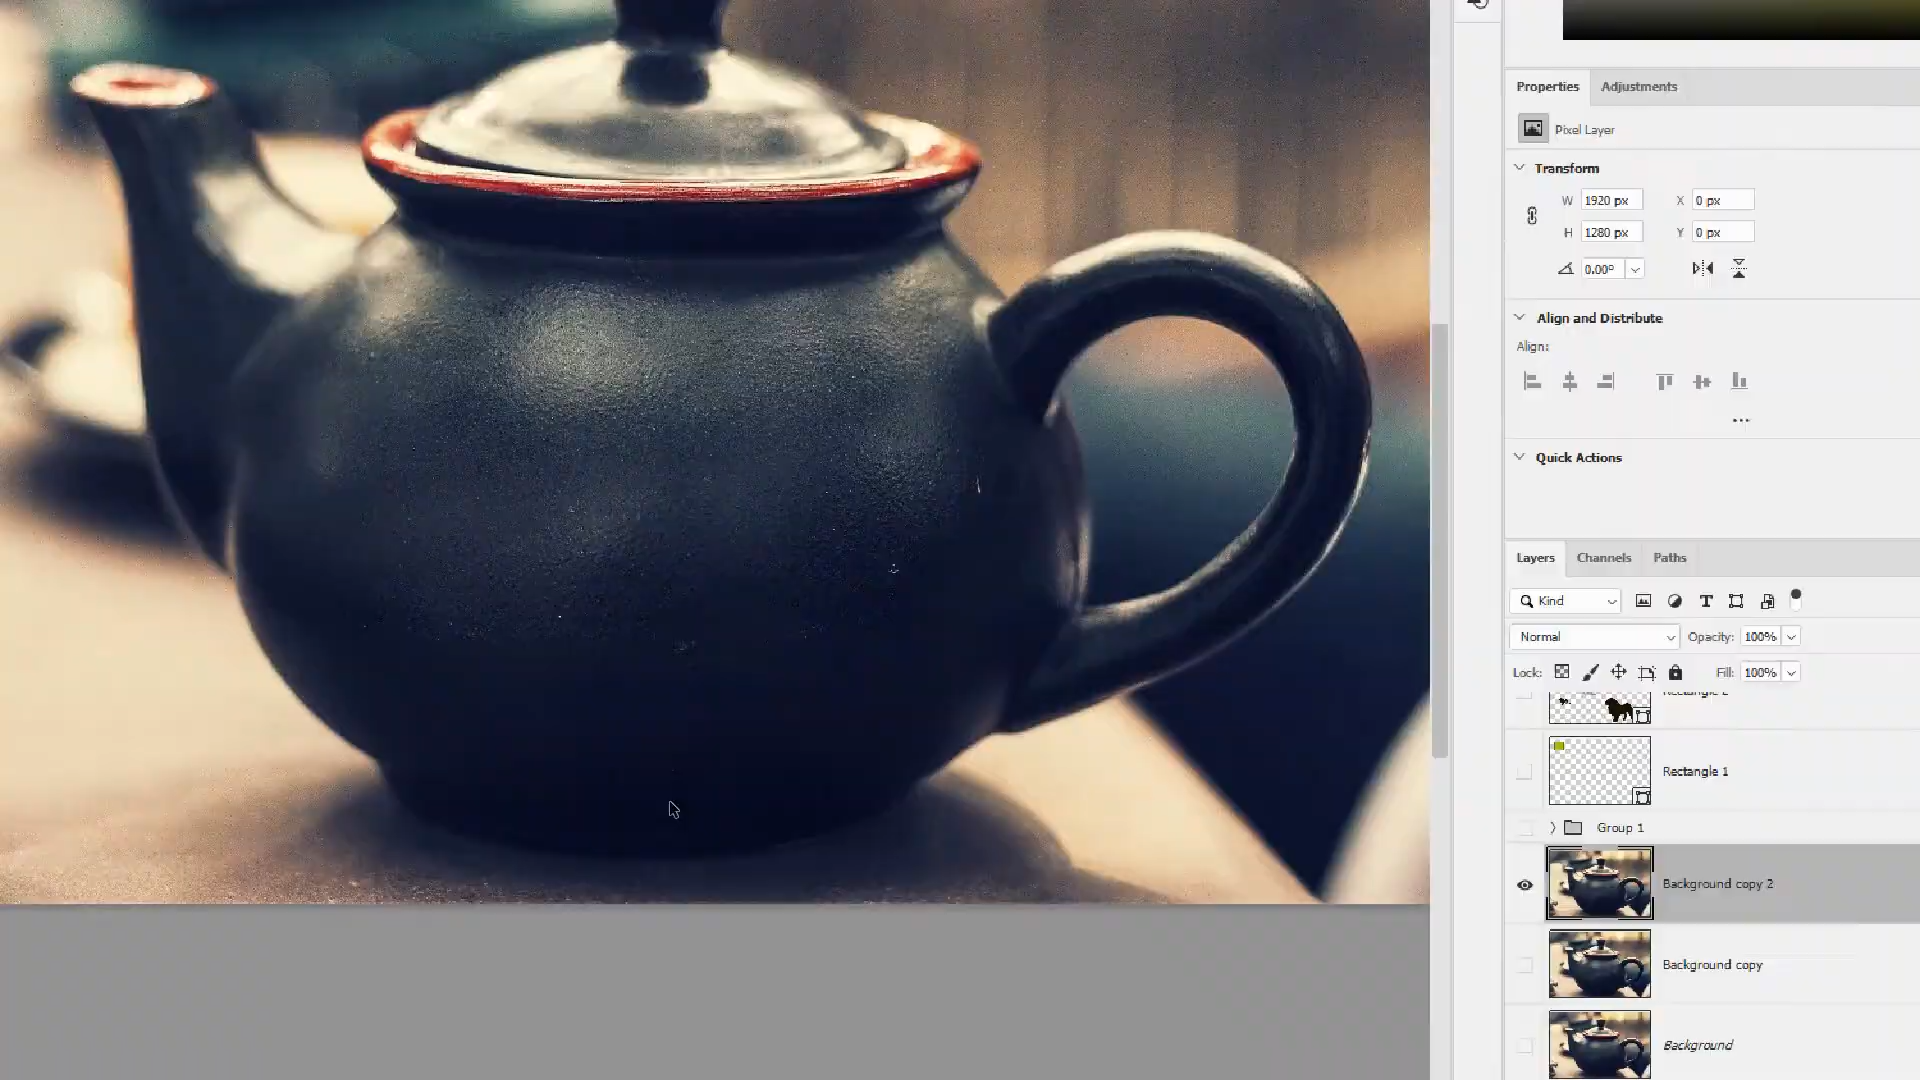 Properties
Adjustments
Pixel Layer
Transform
W 1920 px X 0 px
H 1280 px Y 0 px
0.00°
Align and Distribute
Align:
Quick Actions
Layers
Channels
Paths
Kind
Normal
Opacity: 100%
Lock:
Fill: 100%
Rectangle 2
Rectangle 1
Group 1
Background copy 2
Background copy
Background